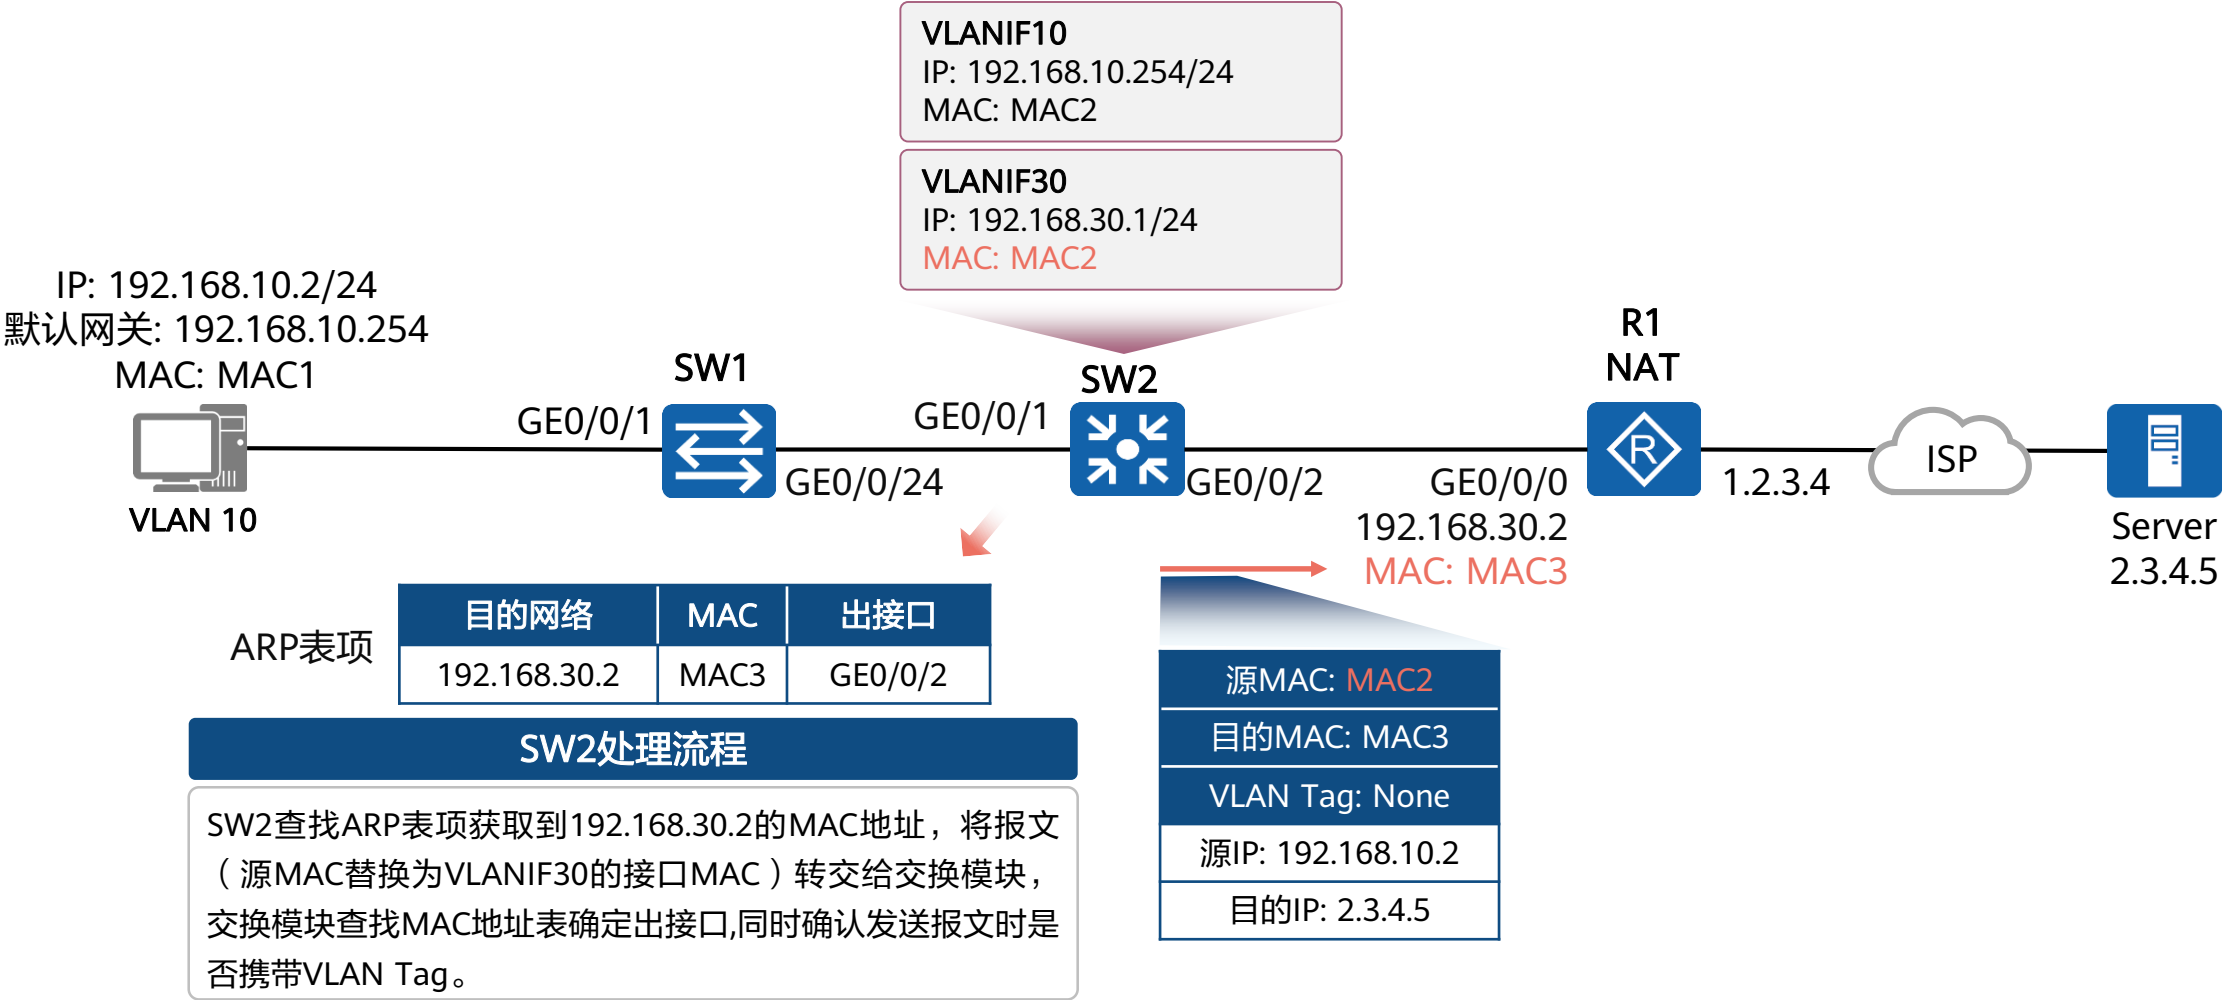 VLANIF10
IP: 192.168.10.254/24
MAC: MAC2
VLANIF30
IP: 192.168.30.1/24
MAC: MAC2
IP: 192.168.10.2/24
默认网关: 192.168.10.254
MAC: MAC1
VLAN 10
SW1
GE0/0/1
GE0/0/24
SW2
GE0/0/1
GE0/0/2
R1
NAT
GE0/0/0
192.168.30.2
MAC: MAC3
1.2.3.4
ISP
Server
2.3.4.5
ARP表项
目的网络 MAC 出接口
192.168.30.2 MAC3 GE0/0/2
SW2处理流程
SW2查找ARP表项获取到192.168.30.2的MAC地址，将报文
（源MAC替换为VLANIF30的接口MAC）转交给交换模块，
交换模块查找MAC地址表确定出接口,同时确认发送报文时是
否携带VLAN Tag。
源MAC: MAC2
目的MAC: MAC3
VLAN Tag: None
源IP: 192.168.10.2
目的IP: 2.3.4.5
R